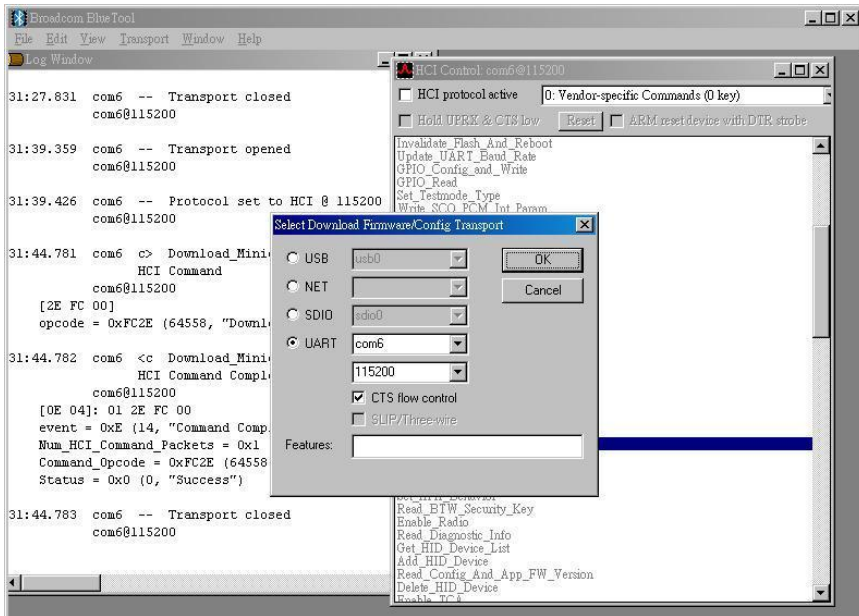 Broadcom BlueTool
File Edit View Transport Window Help
Log Window
31:27.831 com6 -- Transport closed
com6@115200
31:39.359 com6 -- Transport opened
com6@115200
31:39.426 com6 -- Protocol set to HCI @ 115200
com6@115200
31:44.781 com6 c> Download_Mini
HCI Command
com6@115200
[2E FC 00]
opcode = 0xFC2E (64558, "Downl
31:44.782 com6 <c Download_Mini
HCI Command Compl
com6@115200
[0E 04]: 01 2E FC 00
event = 0xE (14, "Command Comp
Num_HCI_Command_Packets = 0x1
Command_Opcode = 0xFC2E (64558
Status = 0x0 (0, "Success")
31:44.783 com6 -- Transport closed
com6@115200
HCI Control: com6@115200
HCI protocol active 0: Vendor-specific Commands (0 key)
Hold UPRX & CTS low Reset ARM reset device with DTR strobe
Invalidate_Flash_And_Reboot
Update_UART_Baud_Rate
GPIO_Config_and_Write
GPIO_Read
Set_Testmode_Type
Write_SCO_PCM_Int_Param
Select Download Firmware/Config Transport
USB usb0 OK
NET Cancel
SDIO sdio0
UART com6
115200
CTS flow control
SLIP/Three-wire
Features:
Read_BTW_Security_Key
Enable_Radio
Read_Diagnostic_Info
Get_HID_Device_List
Add_HID_Device
Read_Config_And_App_FW_Version
Delete_HID_Device
Enable_TCA